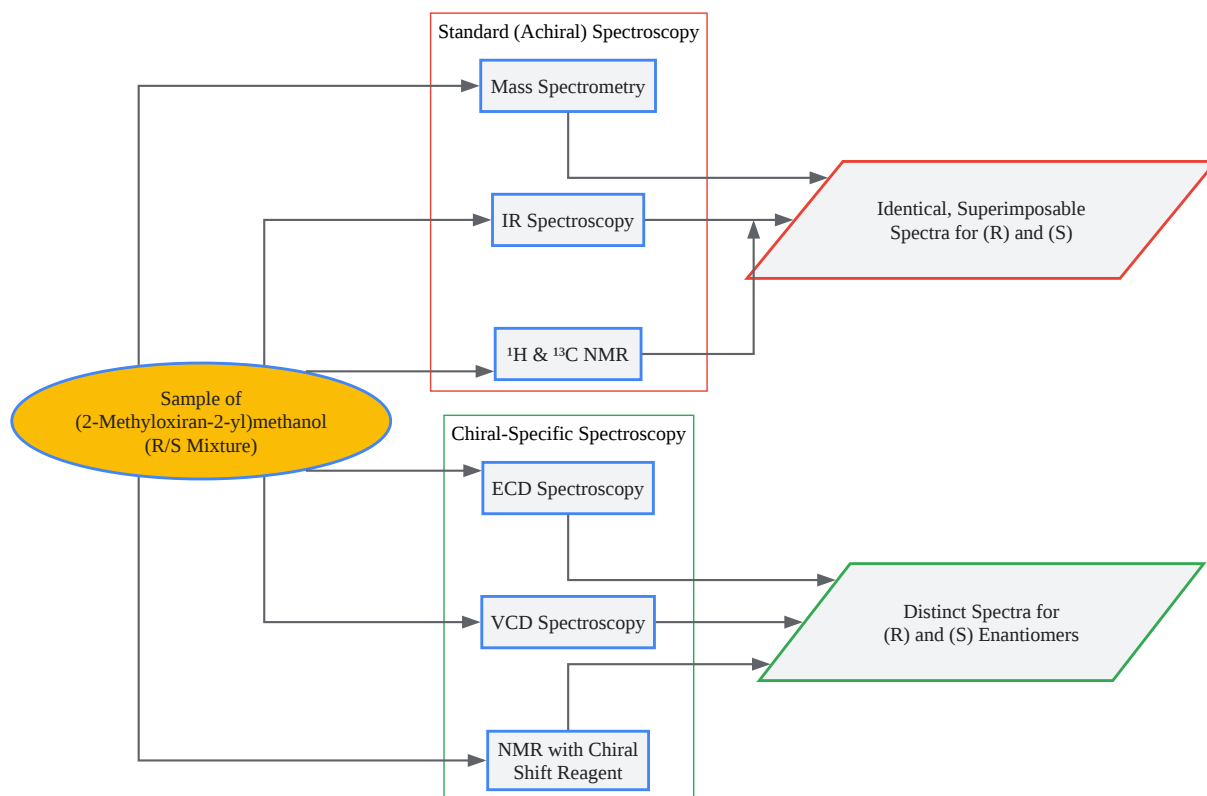 Standard (Achiral) Spectroscopy
Mass Spectrometry
IR Spectroscopy
¹H & ¹³C NMR
Identical, Superimposable
Spectra for (R) and (S)
Sample of
(2-Methyloxiran-2-yl)methanol
(R/S Mixture)
Chiral-Specific Spectroscopy
ECD Spectroscopy
VCD Spectroscopy
NMR with Chiral
Shift Reagent
Distinct Spectra for
(R) and (S) Enantiomers